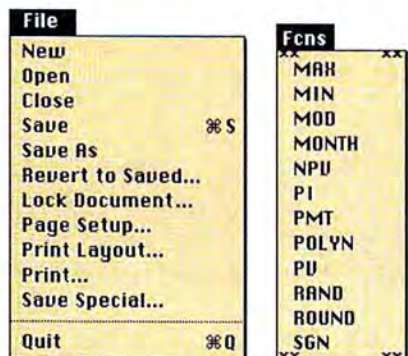 File
New
Open
Close
Save ⌘S
Save As
Revert to Saved...
Lock Document...
Page Setup...
Print Layout...
Print...
Save Special...
Quit ⌘Q
Fcns
MAX
MIN
MOD
MONTH
NPV
PI
PMT
POLYN
PV
RAND
ROUND
SGN